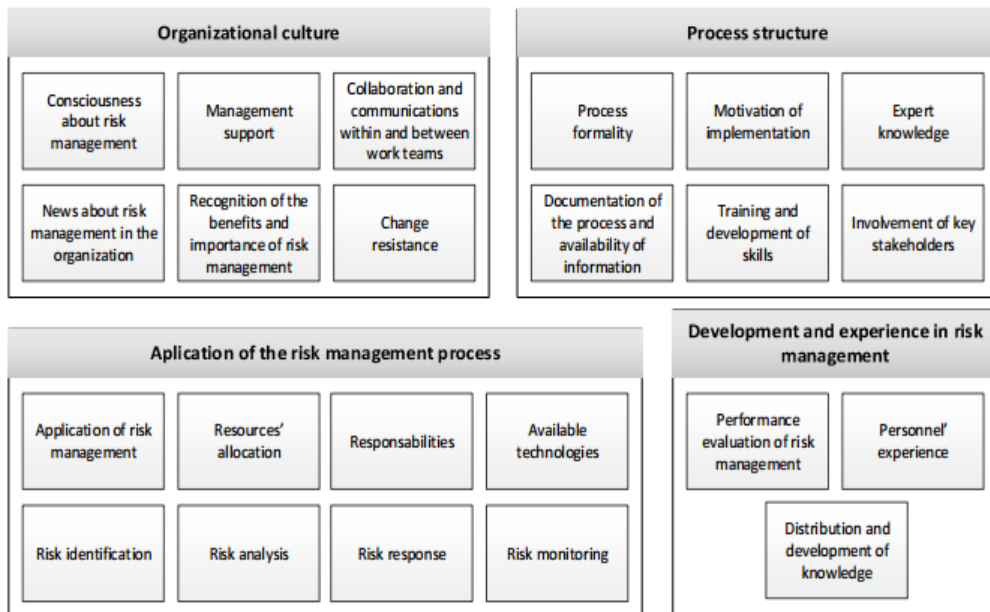 Organizational culture
Consciousness
about risk
management
Management
support
Collaboration and
communications
within and between
work teams
News about risk
management in the
organization
Recognition of the
benefits and
importance of risk
management
Change
resistance
Process structure
Process
formality
Motivation of
implementation
Expert
knowledge
Documentation of
the process and
availability of
information
Training and
development of
skills
Involvement of key
stakeholders
Aplication of the risk management process
Application of risk
management
Resources'
allocation
Responsabilities
Available
technologies
Risk identification
Risk analysis
Risk response
Risk monitoring
Development and experience in risk
management
Performance
evaluation of risk
management
Personnel'
experience
Distribution and
development of
knowledge